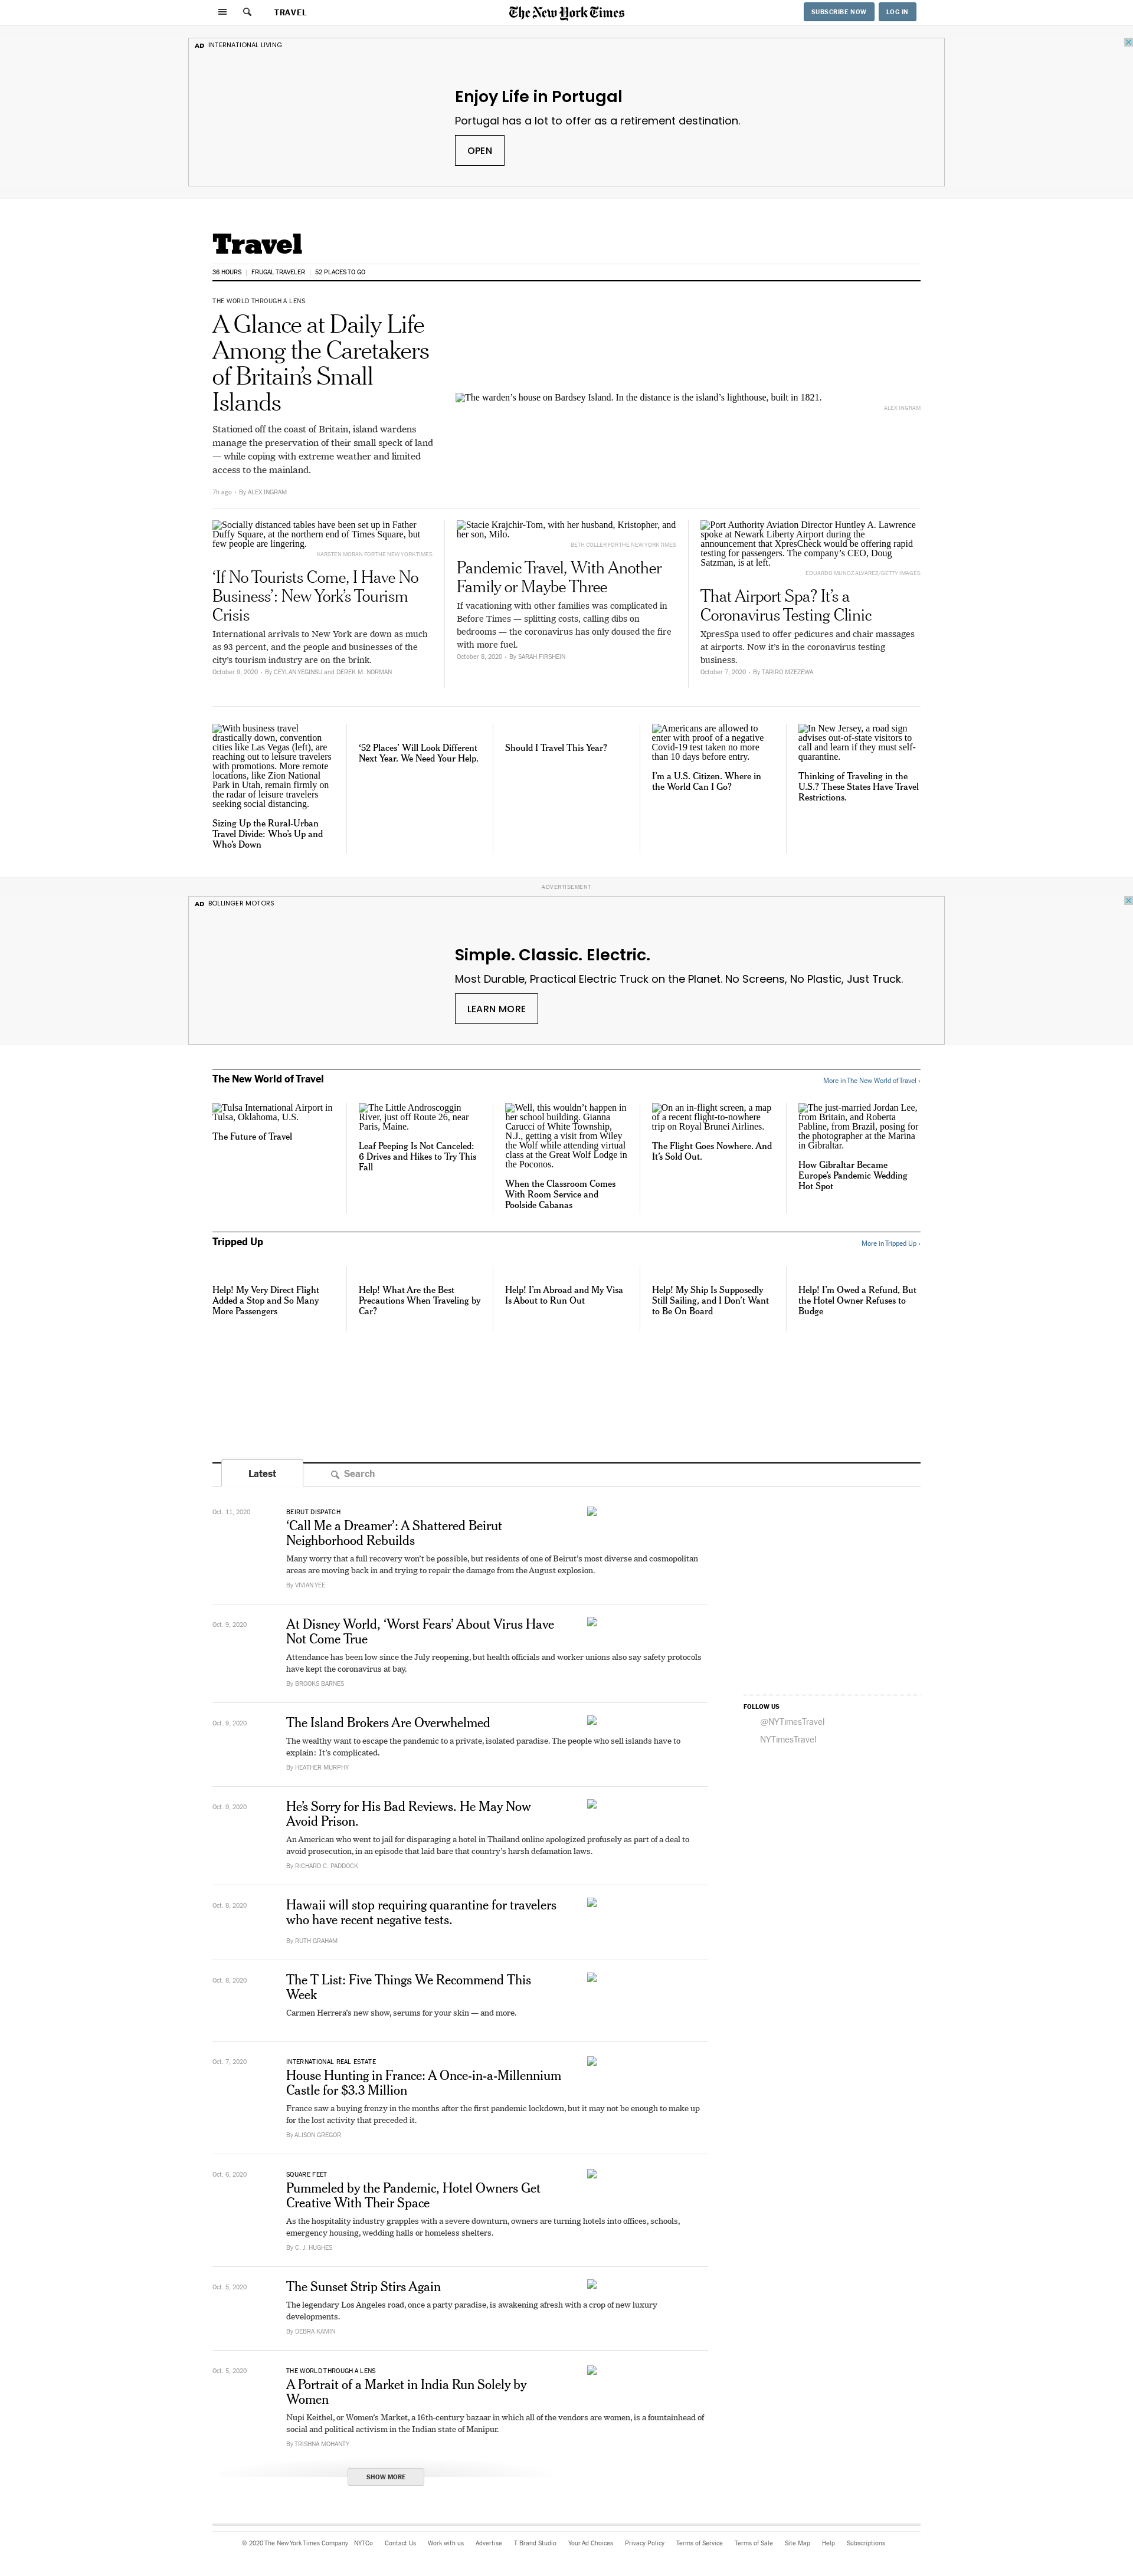 TRAVEL
The New York Times
SUBSCRIBE NOW
LOG IN
AD INTERNATIONAL LIVING
Enjoy Life in Portugal
Portugal has a lot to offer as a retirement destination.
OPEN
Travel
36 HOURS
FRUGAL TRAVELER
52 PLACES TO GO
THE WORLD THROUGH A LENS
A Glance at Daily Life
Among the Caretakers
of Britain’s Small
Islands
Stationed off the coast of Britain, island wardens
manage the preservation of their small speck of land
— while coping with extreme weather and limited
access to the mainland.
7h ago • By ALEX INGRAM
The warden’s house on Bardsey Island. In the distance is the island’s lighthouse, built in 1821.
ALEX INGRAM
Socially distanced tables have been set up in Father
Duffy Square, at the northern end of Times Square, but
few people are lingering.
KARSTEN MORAN FOR THE NEW YORK TIMES
‘If No Tourists Come, I Have No
Business’: New York’s Tourism
Crisis
International arrivals to New York are down as much
as 93 percent, and the people and businesses of the
city’s tourism industry are on the brink.
October 9, 2020 • By CEYLAN YEGINSU and DEREK M. NORMAN
Stacie Krajchir-Tom, with her husband, Kristopher, and
her son, Milo.
BETH COLLER FOR THE NEW YORK TIMES
Pandemic Travel, With Another
Family or Maybe Three
If vacationing with other families was complicated in
Before Times — splitting costs, calling dibs on
bedrooms — the coronavirus has only doused the fire
with more fuel.
October 8, 2020 • By SARAH FIRSHEIN
Port Authority Aviation Director Huntley A. Lawrence
spoke at Newark Liberty Airport during the
announcement that XpresCheck would be offering rapid
testing for passengers. The company’s CEO, Doug
Satzman, is at left.
EDUARDO MUNOZ ALVAREZ/GETTY IMAGES
That Airport Spa? It’s a
Coronavirus Testing Clinic
XpresSpa used to offer pedicures and chair massages
at airports. Now it’s in the coronavirus testing
business.
October 7, 2020 • By TARIRO MZEZEWA
With business travel
drastically down, convention
cities like Las Vegas (left), are
reaching out to leisure travelers
with promotions. More remote
locations, like Zion National
Park in Utah, remain firmly on
the radar of leisure travelers
seeking social distancing.
Sizing Up the Rural-Urban
Travel Divide: Who’s Up and
Who’s Down
‘52 Places’ Will Look Different
Next Year. We Need Your Help.
Should I Travel This Year?
Americans are allowed to
enter with proof of a negative
Covid-19 test taken no more
than 10 days before entry.
I’m a U.S. Citizen. Where in
the World Can I Go?
In New Jersey, a road sign
advises out-of-state visitors to
call and learn if they must self-
quarantine.
Thinking of Traveling in the
U.S.? These States Have Travel
Restrictions.
ADVERTISEMENT
AD BOLLINGER MOTORS
Simple. Classic. Electric.
Most Durable, Practical Electric Truck on the Planet. No Screens, No Plastic, Just Truck.
LEARN MORE
The New World of Travel
More in The New World of Travel ›
Tulsa International Airport in
Tulsa, Oklahoma, U.S.
The Future of Travel
The Little Androscoggin
River, just off Route 26, near
Paris, Maine.
Leaf Peeping Is Not Canceled:
6 Drives and Hikes to Try This
Fall
Well, this wouldn’t happen in
her school building. Gianna
Carucci of White Township,
N.J., getting a visit from Wiley
the Wolf while attending virtual
class at the Great Wolf Lodge in
the Poconos.
When the Classroom Comes
With Room Service and
Poolside Cabanas
On an in-flight screen, a map
of a recent flight-to-nowhere
trip on Royal Brunei Airlines.
The Flight Goes Nowhere. And
It’s Sold Out.
The just-married Jordan Lee,
from Britain, and Roberta
Pabline, from Brazil, posing for
the photographer at the Marina
in Gibraltar.
How Gibraltar Became
Europe’s Pandemic Wedding
Hot Spot
Tripped Up
More in Tripped Up ›
Help! My Very Direct Flight
Added a Stop and So Many
More Passengers
Help! What Are the Best
Precautions When Traveling by
Car?
Help! I’m Abroad and My Visa
Is About to Run Out
Help! My Ship Is Supposedly
Still Sailing, and I Don’t Want
to Be On Board
Help! I’m Owed a Refund, But
the Hotel Owner Refuses to
Budge
Latest
Search
Oct. 11, 2020
BEIRUT DISPATCH
‘Call Me a Dreamer’: A Shattered Beirut
Neighborhood Rebuilds
Many worry that a full recovery won’t be possible, but residents of one of Beirut’s most diverse and cosmopolitan
areas are moving back in and trying to repair the damage from the August explosion.
By VIVIAN YEE
Oct. 9, 2020
At Disney World, ‘Worst Fears’ About Virus Have
Not Come True
Attendance has been low since the July reopening, but health officials and worker unions also say safety protocols
have kept the coronavirus at bay.
By BROOKS BARNES
FOLLOW US
@NYTimesTravel
NYTimesTravel
Oct. 9, 2020
The Island Brokers Are Overwhelmed
The wealthy want to escape the pandemic to a private, isolated paradise. The people who sell islands have to
explain: It’s complicated.
By HEATHER MURPHY
Oct. 9, 2020
He’s Sorry for His Bad Reviews. He May Now
Avoid Prison.
An American who went to jail for disparaging a hotel in Thailand online apologized profusely as part of a deal to
avoid prosecution, in an episode that laid bare that country’s harsh defamation laws.
By RICHARD C. PADDOCK
Oct. 8, 2020
Hawaii will stop requiring quarantine for travelers
who have recent negative tests.
By RUTH GRAHAM
Oct. 8, 2020
The T List: Five Things We Recommend This
Week
Carmen Herrera’s new show, serums for your skin — and more.
Oct. 7, 2020
INTERNATIONAL REAL ESTATE
House Hunting in France: A Once-in-a-Millennium
Castle for $3.3 Million
France saw a buying frenzy in the months after the first pandemic lockdown, but it may not be enough to make up
for the lost activity that preceded it.
By ALISON GREGOR
Oct. 6, 2020
SQUARE FEET
Pummeled by the Pandemic, Hotel Owners Get
Creative With Their Space
As the hospitality industry grapples with a severe downturn, owners are turning hotels into offices, schools,
emergency housing, wedding halls or homeless shelters.
By C. J. HUGHES
Oct. 5, 2020
The Sunset Strip Stirs Again
The legendary Los Angeles road, once a party paradise, is awakening afresh with a crop of new luxury
developments.
By DEBRA KAMIN
Oct. 5, 2020
THE WORLD THROUGH A LENS
A Portrait of a Market in India Run Solely by
Women
Nupi Keithel, or Women’s Market, a 16th-century bazaar in which all of the vendors are women, is a fountainhead of
social and political activism in the Indian state of Manipur.
By TRISHNA MOHANTY
SHOW MORE
© 2020 The New York Times Company NYTCo Contact Us Work with us Advertise T Brand Studio Your Ad Choices Privacy Policy Terms of Service Terms of Sale Site Map Help Subscriptions